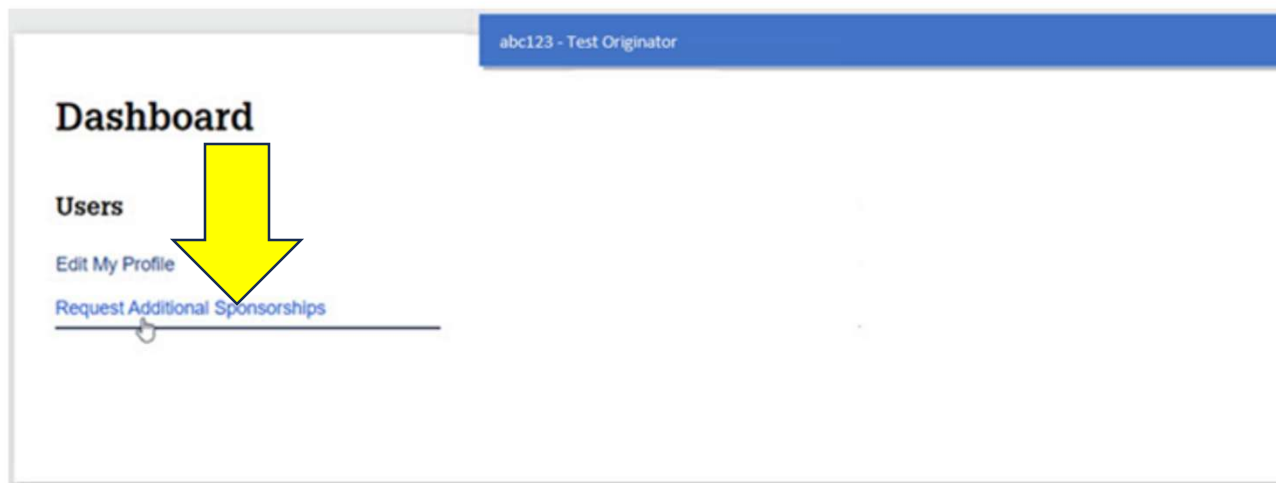 abc123 - Test Originator
Dashboard
Users
Edit My Profile
Request Additional Sponsorships